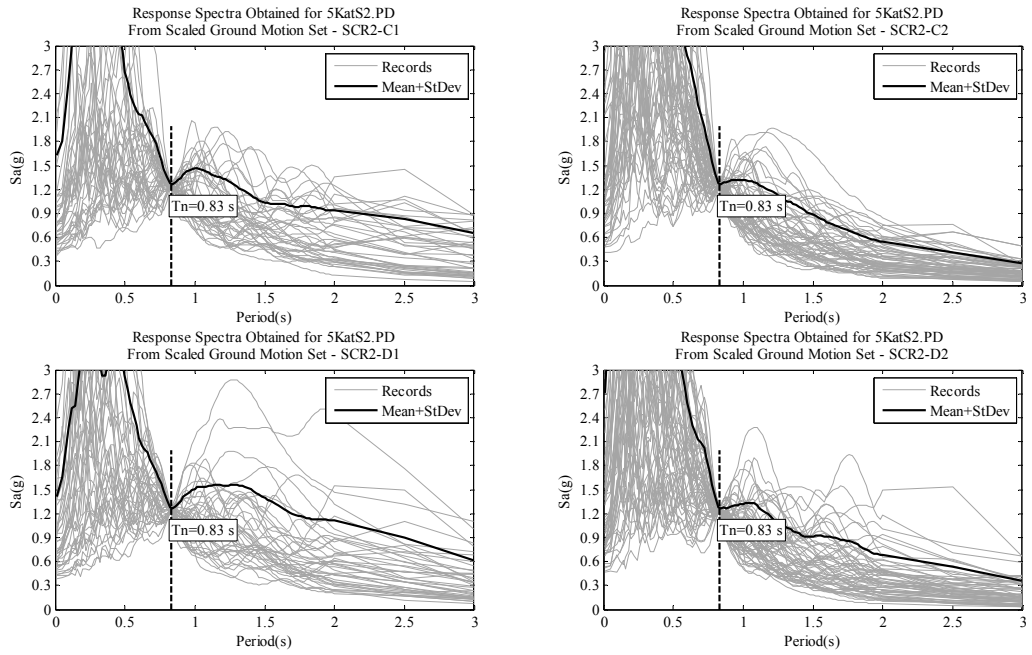 Response Spectra Obtained for 5KatS2.PD
From Scaled Ground Motion Set - SCR2-C1
3
2.7
2.4
2.1
1.8
1.5
1.2
0.9
0.6
0.3
0
Sa(g)
Records
Mean+StDev
Tn=0.83 s
0 0.5 1 1.5 2 2.5 3
Period(s)
Response Spectra Obtained for 5KatS2.PD
From Scaled Ground Motion Set - SCR2-C2
3
2.7
2.4
2.1
1.8
1.5
1.2
0.9
0.6
0.3
0
Sa(g)
Records
Mean+StDev
Tn=0.83 s
0 0.5 1 1.5 2 2.5 3
Period(s)
Response Spectra Obtained for 5KatS2.PD
From Scaled Ground Motion Set - SCR2-D1
3
2.7
2.4
2.1
1.8
1.5
1.2
0.9
0.6
0.3
0
Sa(g)
Records
Mean+StDev
Tn=0.83 s
0 0.5 1 1.5 2 2.5 3
Period(s)
Response Spectra Obtained for 5KatS2.PD
From Scaled Ground Motion Set - SCR2-D2
3
2.7
2.4
2.1
1.8
1.5
1.2
0.9
0.6
0.3
0
Sa(g)
Records
Mean+StDev
Tn=0.83 s
0 0.5 1 1.5 2 2.5 3
Period(s)